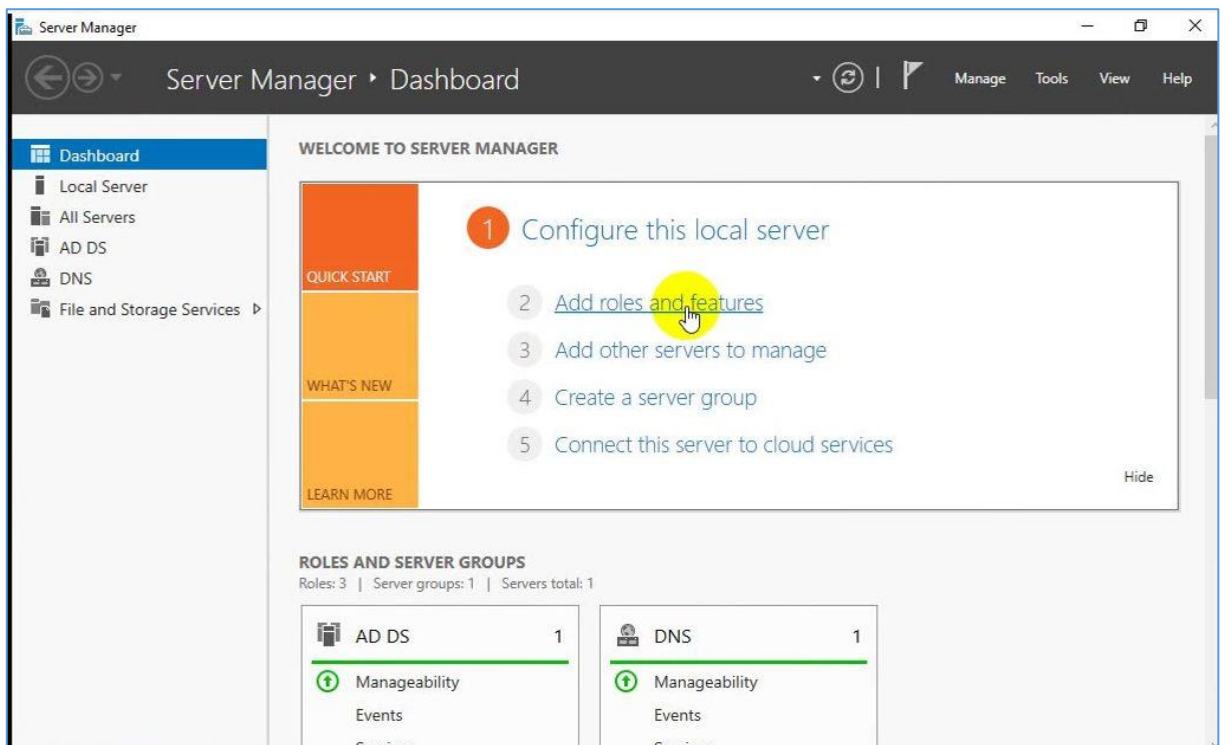 Server Manager
Server Manager ‣ Dashboard
Manage Tools View Help
Dashboard
Local Server
All Servers
AD DS
DNS
File and Storage Services
WELCOME TO SERVER MANAGER
QUICK START
WHAT'S NEW
LEARN MORE
1 Configure this local server
2 Add roles and features
3 Add other servers to manage
4 Create a server group
5 Connect this server to cloud services
Hide
ROLES AND SERVER GROUPS
Roles: 3 | Server groups: 1 | Servers total: 1
AD DS 1
Manageability
Events
DNS 1
Manageability
Events